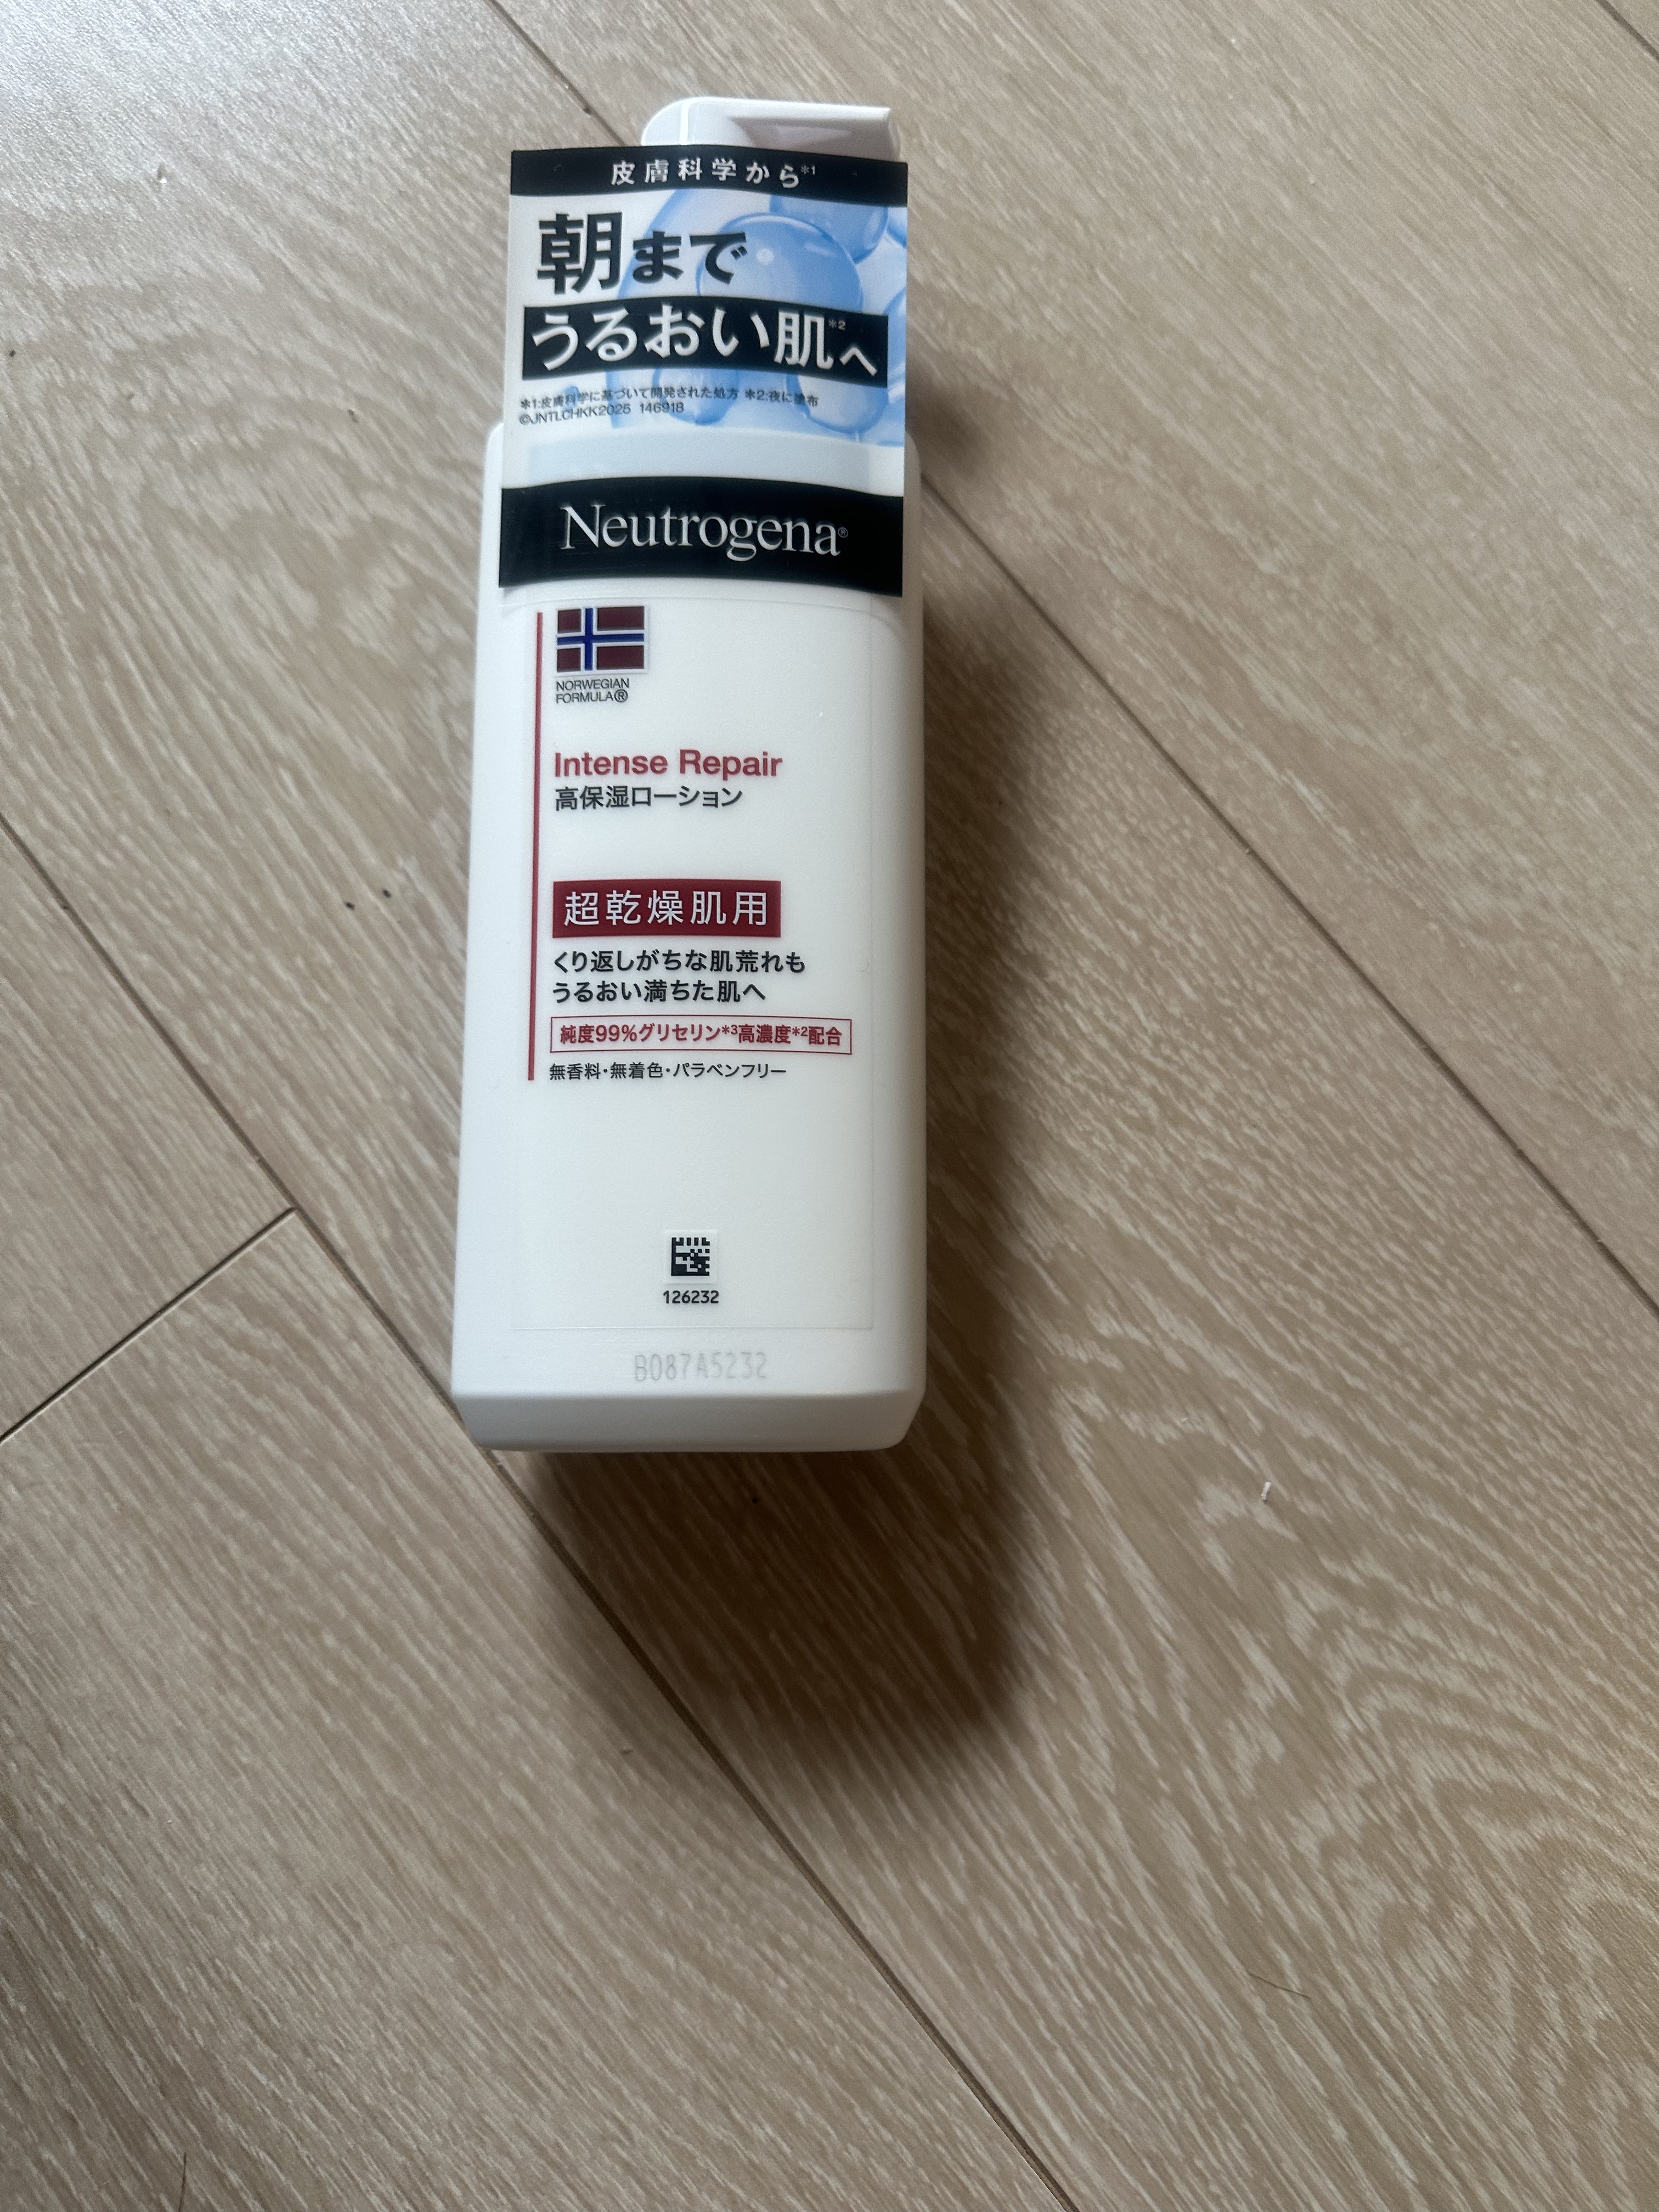 皮膚科学から*1
朝まで
うるおい肌*2へ
*1:皮膚科学に基づいて開発された処方 *2:夜に塗布
©JNTLCHKK2025 146918
Neutrogena®
NORWEGIAN
FORMULA®
Intense Repair
高保湿ローション
超乾燥肌用
くり返しがちな肌荒れも
うるおい満ちた肌へ
純度99%グリセリン*3高濃度*2配合
無香料・無着色・パラベンフリー
126232
B087A5232